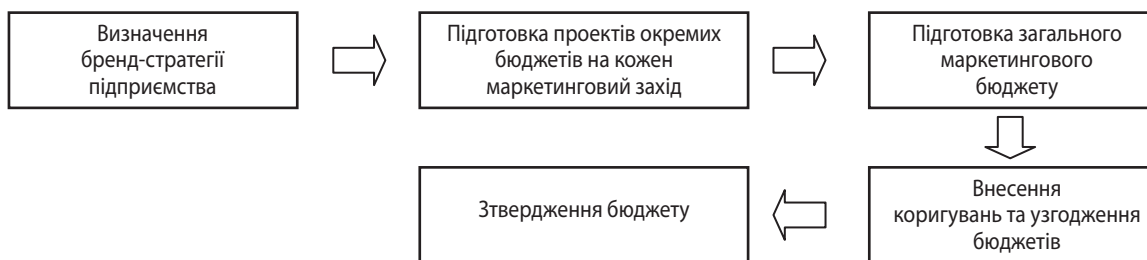 Визначення
бренд-стратегії
підприємства
Підготовка проектів окремих
бюджетів на кожен
маркетинговий захід
Підготовка загального
маркетингового
бюджету
Внесення
коригувань та узгодження
бюджетів
Зтвердження бюджету